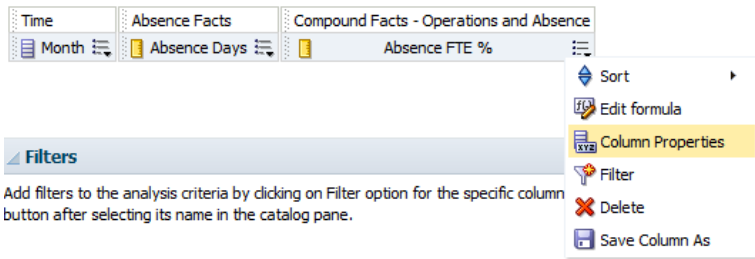 Time Absence Facts Compound Facts - Operations and Absence
Month Absence Days Absence FTE %
Sort
Edit formula
Column Properties
Filter
Delete
Save Column As
Filters
Add filters to the analysis criteria by clicking on Filter option for the specific column
button after selecting its name in the catalog pane.